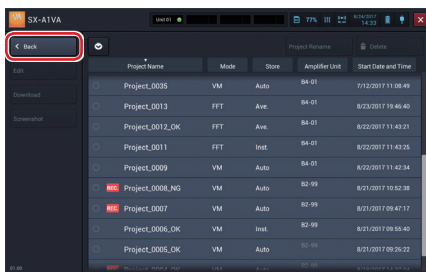 SX-A1VA Unit 01 77% 8/24/2017 14:33
Back Project Rename Delete
Edit Project Name Mode Store Amplifier Unit Start Date and Time
Download
Screenshot
Project_0035 VM Auto B4-01 7/12/2017 11:08:49
Project_0013 FFT Ave. B4-01 8/23/2017 19:46:40
Project_0012_OK FFT Ave. B4-01 8/22/2017 11:43:21
Project_0011 FFT Inst. B4-01 8/22/2017 11:43:25
Project_0009 VM Auto B4-01 8/22/2017 11:42:34
REC. Project_0008_NG VM Auto B2-99 8/21/2017 10:52:38
REC. Project_0007 VM Auto B2-99 8/21/2017 09:47:17
Project_0006_OK VM Inst. B2-99 8/21/2017 09:55:40
Project_0005_OK VM Auto B2-99 8/21/2017 09:26:22
01.00